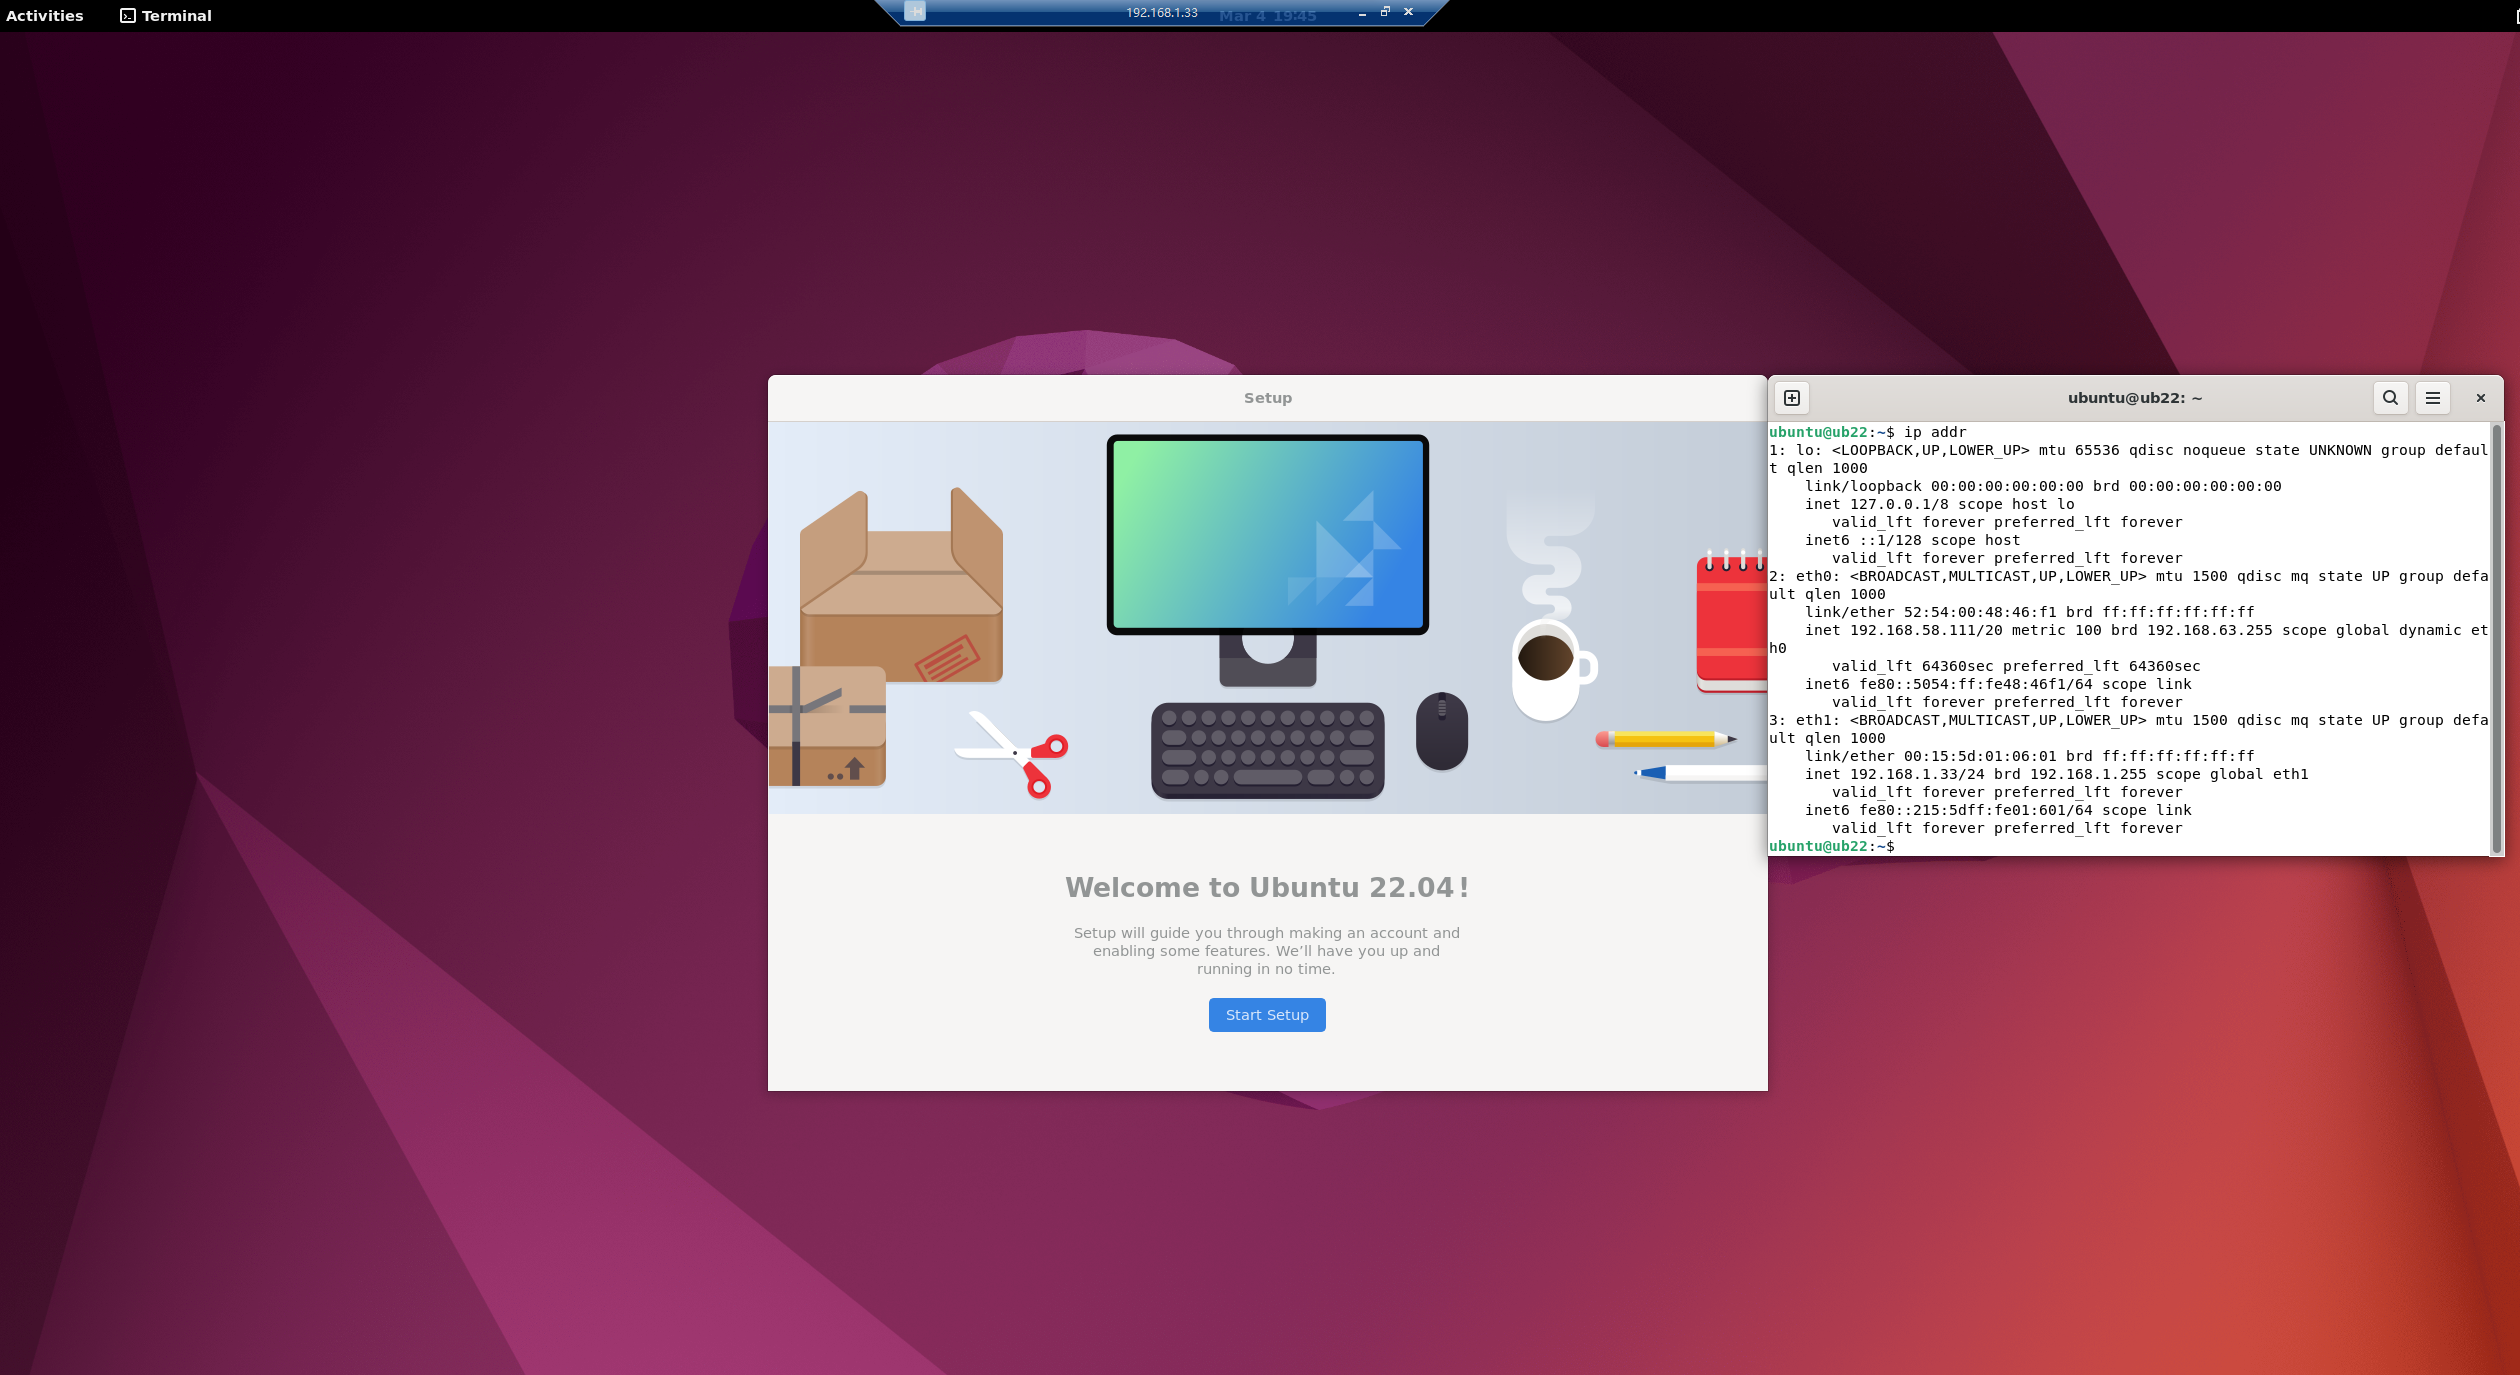 Activities
Terminal
192.168.1.33
Mar 4 19:45
Setup
Welcome to Ubuntu 22.04!
Setup will guide you through making an account and
enabling some features. We’ll have you up and
running in no time.
Start Setup
ubuntu@ub22: ~
ubuntu@ub22:~$ ip addr
1: lo: <LOOPBACK,UP,LOWER_UP> mtu 65536 qdisc noqueue state UNKNOWN group defaul
t qlen 1000
    link/loopback 00:00:00:00:00:00 brd 00:00:00:00:00:00
    inet 127.0.0.1/8 scope host lo
       valid_lft forever preferred_lft forever
    inet6 ::1/128 scope host
       valid_lft forever preferred_lft forever
2: eth0: <BROADCAST,MULTICAST,UP,LOWER_UP> mtu 1500 qdisc mq state UP group defa
ult qlen 1000
    link/ether 52:54:00:48:46:f1 brd ff:ff:ff:ff:ff:ff
    inet 192.168.58.111/20 metric 100 brd 192.168.63.255 scope global dynamic et
h0
       valid_lft 64360sec preferred_lft 64360sec
    inet6 fe80::5054:ff:fe48:46f1/64 scope link
       valid_lft forever preferred_lft forever
3: eth1: <BROADCAST,MULTICAST,UP,LOWER_UP> mtu 1500 qdisc mq state UP group defa
ult qlen 1000
    link/ether 00:15:5d:01:06:01 brd ff:ff:ff:ff:ff:ff
    inet 192.168.1.33/24 brd 192.168.1.255 scope global eth1
       valid_lft forever preferred_lft forever
    inet6 fe80::215:5dff:fe01:601/64 scope link
       valid_lft forever preferred_lft forever
ubuntu@ub22:~$